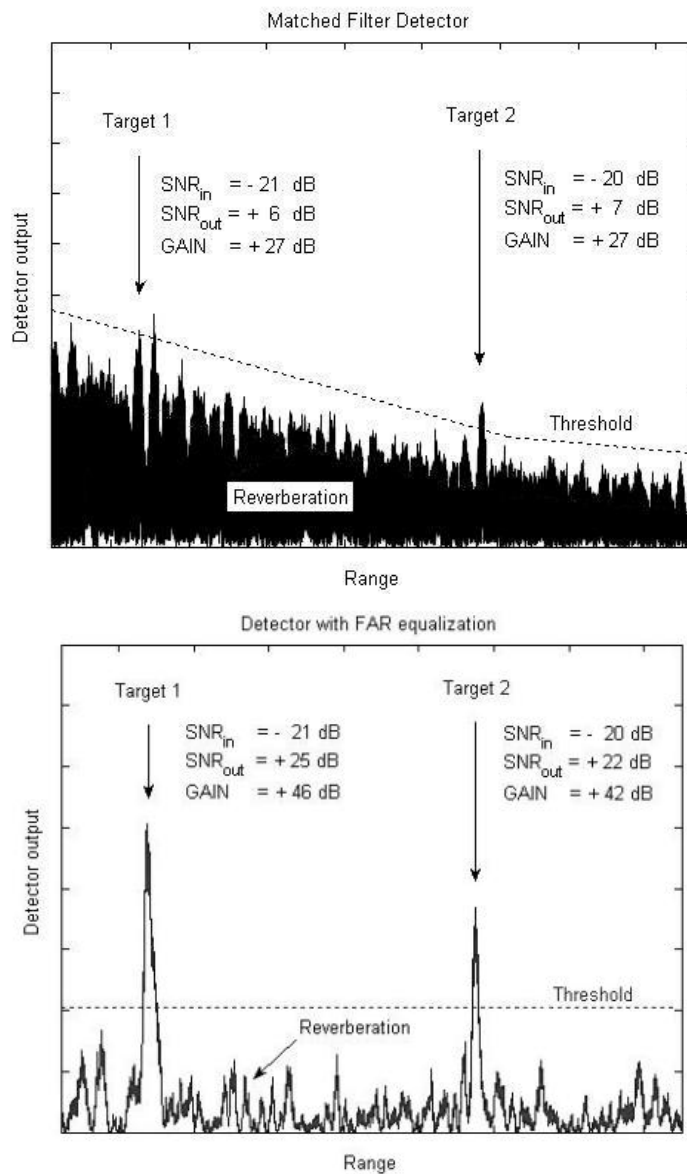 Matched Filter Detector
Target 1
SNRin = - 21 dB
SNRout = + 6 dB
GAIN = + 27 dB
Target 2
SNRin = - 20 dB
SNRout = + 7 dB
GAIN = + 27 dB
Detector output
Threshold
Reverberation
Range
Detector with FAR equalization
Target 1
SNRin = - 21 dB
SNRout = +25 dB
GAIN = + 46 dB
Target 2
SNRin = - 20 dB
SNRout = +22 dB
GAIN = + 42 dB
Detector output
Threshold
Reverberation
Range